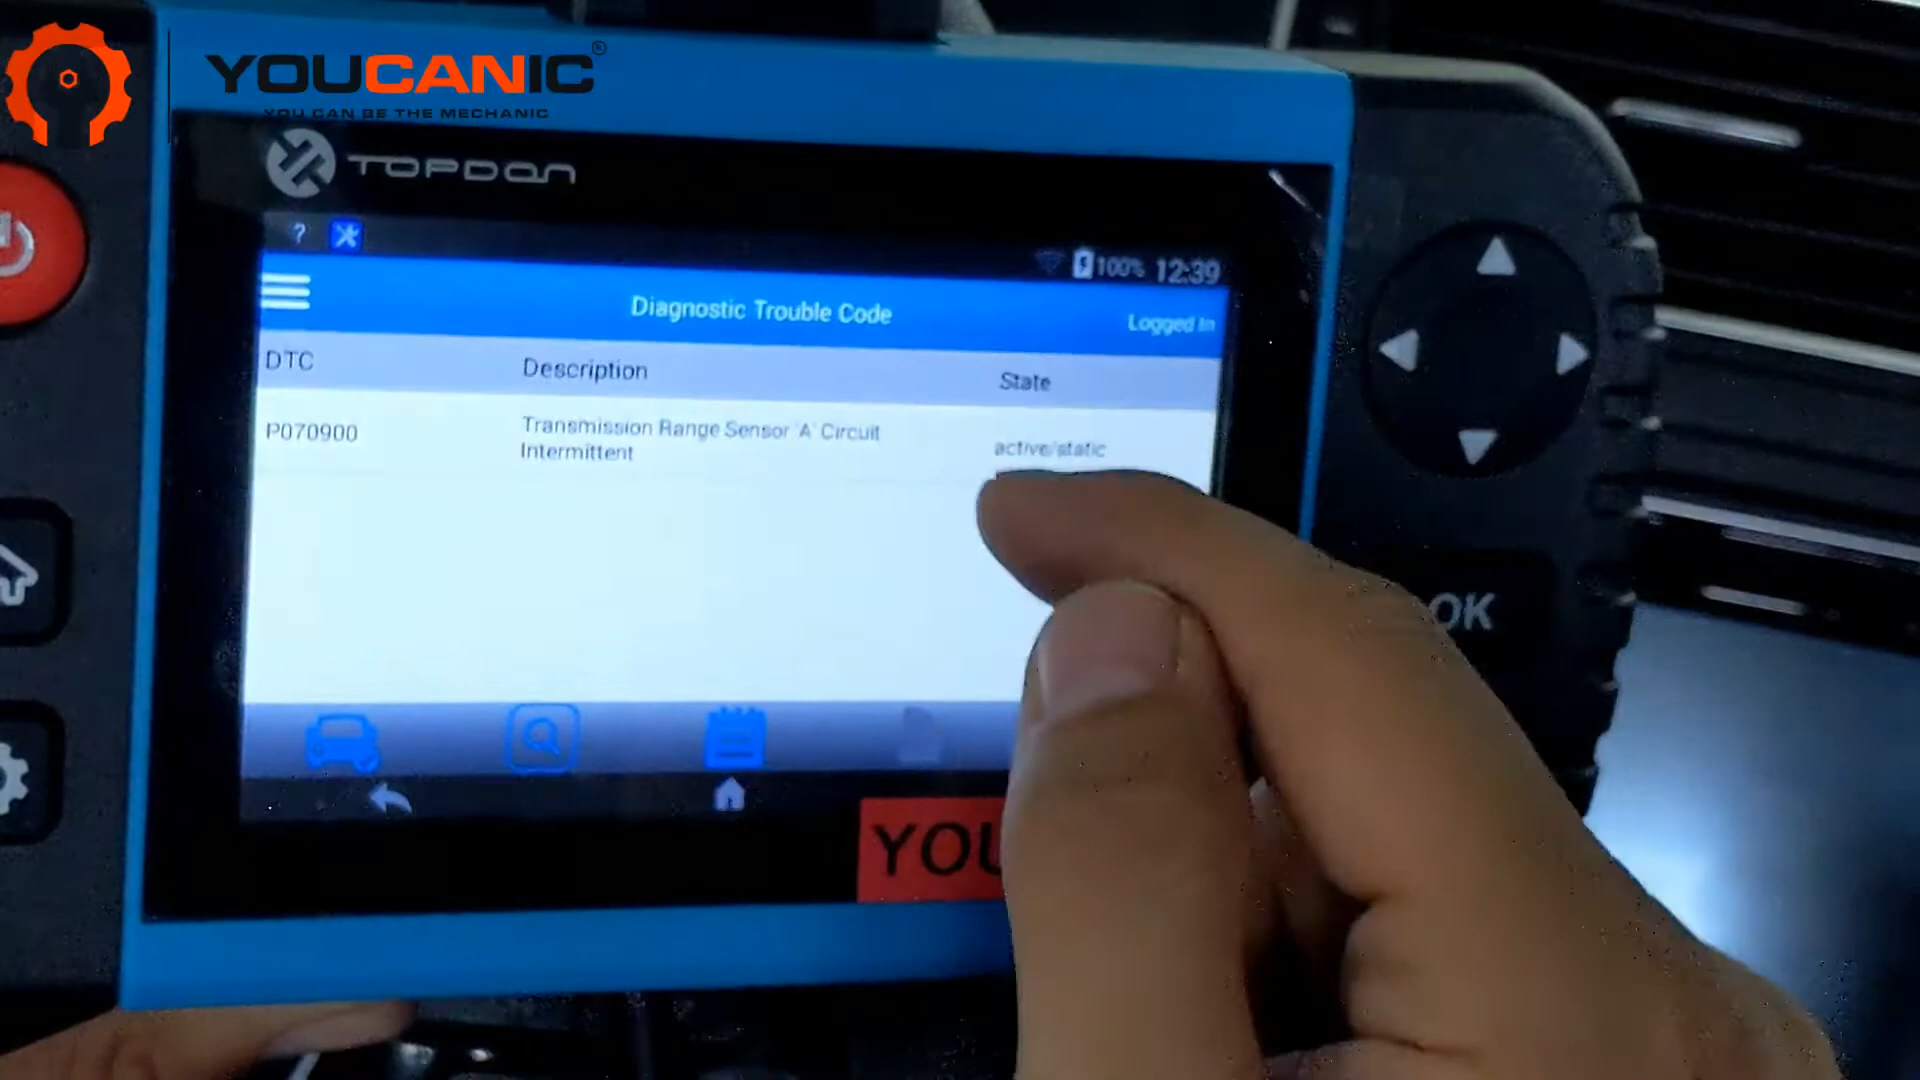 YOUCANIC®
YOU CAN BE THE MECHANIC
TOPDON
?
100% 12:39
Diagnostic Trouble Code
Logged In
DTC
Description
State
P070900
Transmission Range Sensor 'A' Circuit
Intermittent
active/static
OK
YOU